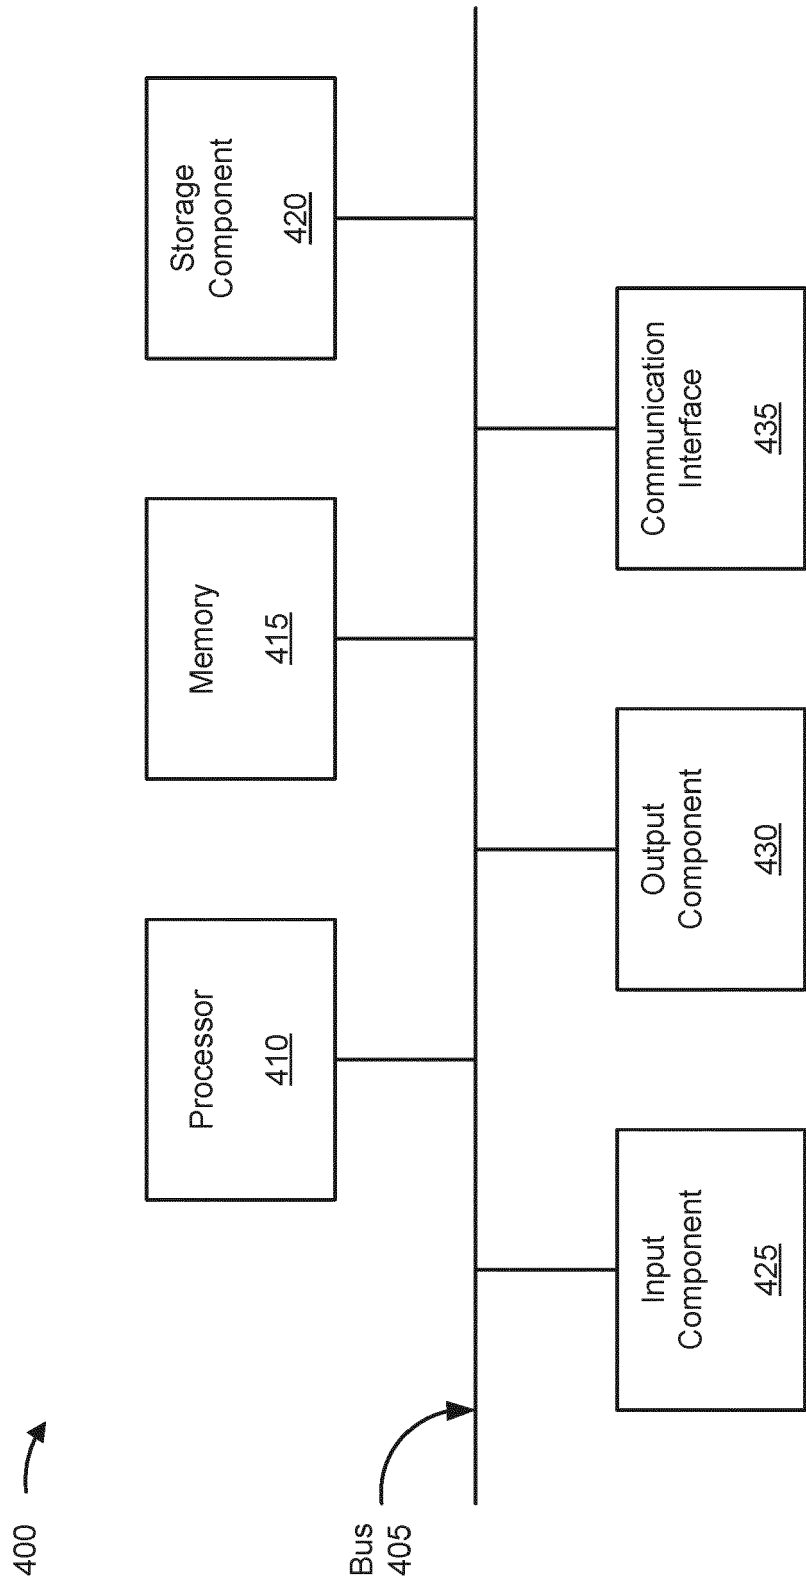 400
Processor
410
Memory
415
Storage
Component
420
Bus
405
Input
Component
425
Output
Component
430
Communication
Interface
435